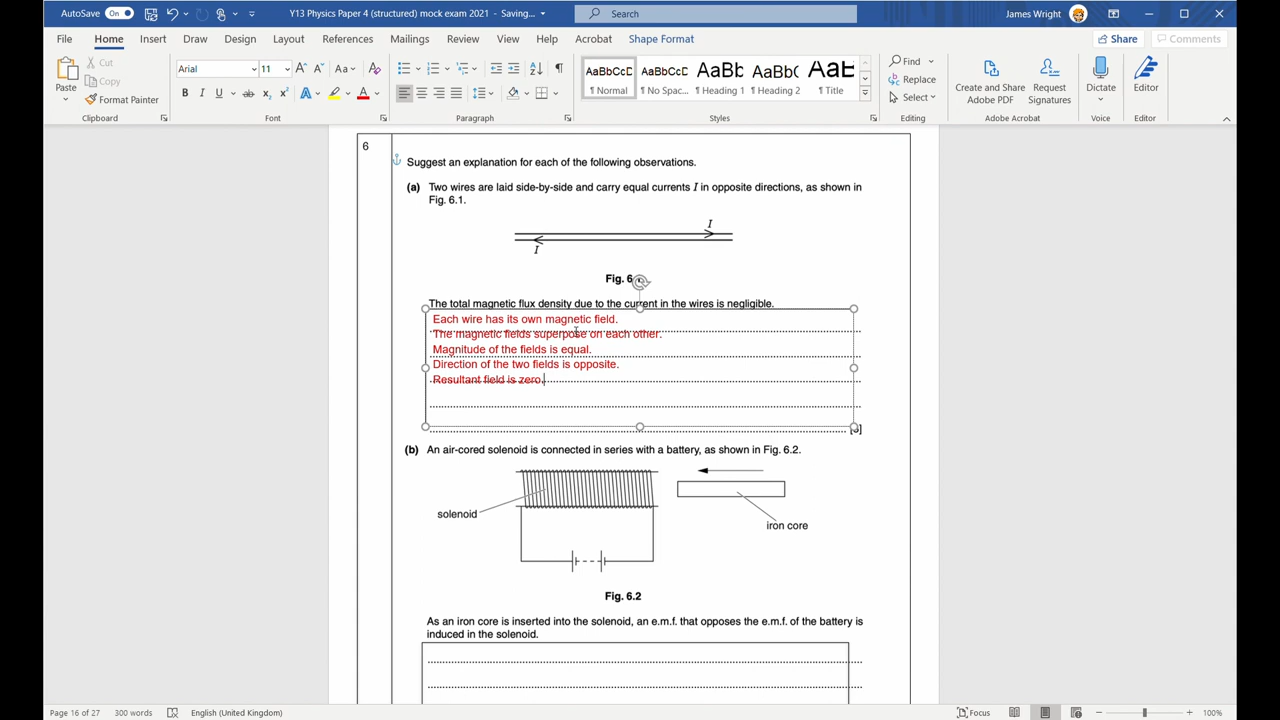 AutoSave On Y13 Physics Paper 4 (structured) mock exam 2021 - Saving... Search James Wright
File Home Insert Draw Design Layout References Mailings Review View Help Acrobat Shape Format Share Comments
Paste Cut Copy Format Painter
Clipboard
Arial 11
Font
Paragraph
AaBbCcD AaBbCcD AaBb( AaBb( AaB
¶ Normal ¶ No Spac... ¶ Heading 1 ¶ Heading 2 ¶ Title
Styles
Find Replace Select
Editing
Create and Share Adobe PDF Request Signatures
Adobe Acrobat
Dictate
Voice
Editor
Editor
6
Suggest an explanation for each of the following observations.
(a) Two wires are laid side-by-side and carry equal currents I in opposite directions, as shown in
Fig. 6.1.
I
I
Fig. 6
The total magnetic flux density due to the current in the wires is negligible.
Each wire has its own magnetic field.
The magnetic fields superpose on each other.
Magnitude of the fields is equal.
Direction of the two fields is opposite.
Resultant field is zero.
(b) An air-cored solenoid is connected in series with a battery, as shown in Fig. 6.2.
solenoid
iron core
Fig. 6.2
As an iron core is inserted into the solenoid, an e.m.f. that opposes the e.m.f. of the battery is
induced in the solenoid.
Page 16 of 27 300 words English (United Kingdom) Focus 100%